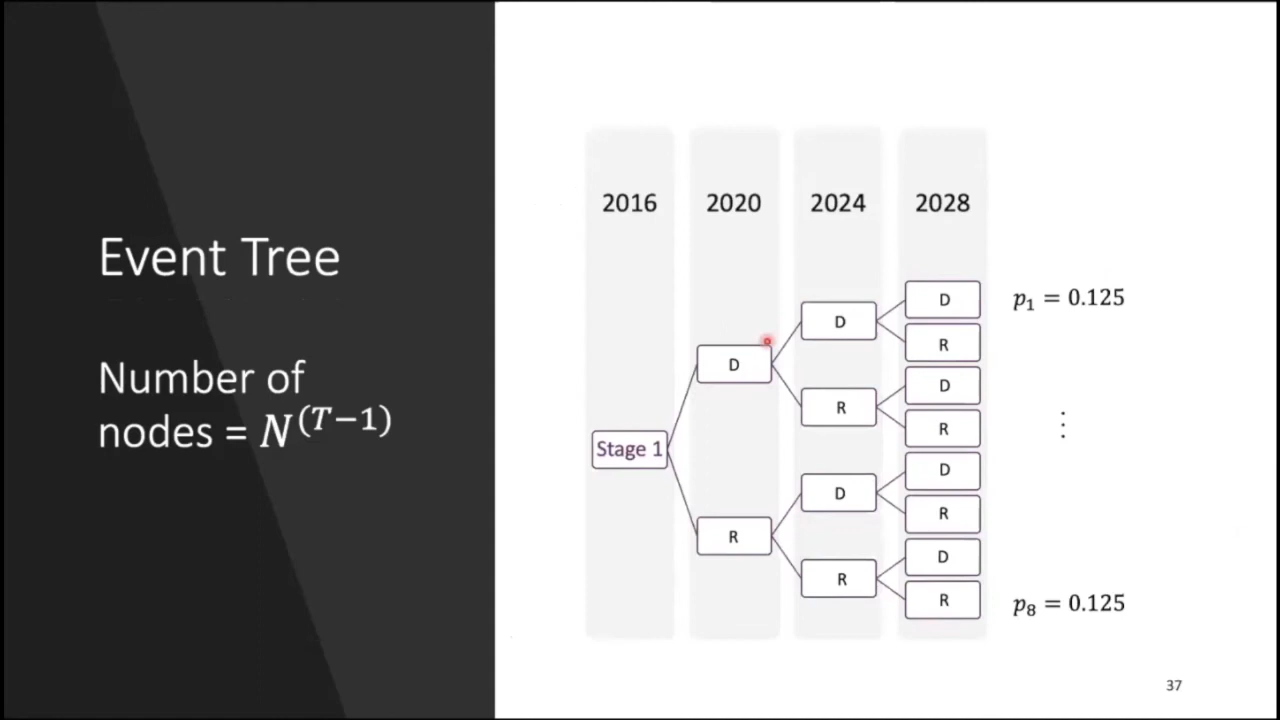 Event Tree
Number of
nodes = N^(T−1)
2016 2020 2024 2028
D
p₁ = 0.125
D
R
D
D
R
R
⋮
Stage 1
D
D
R
R
D
R
R
p₈ = 0.125
37